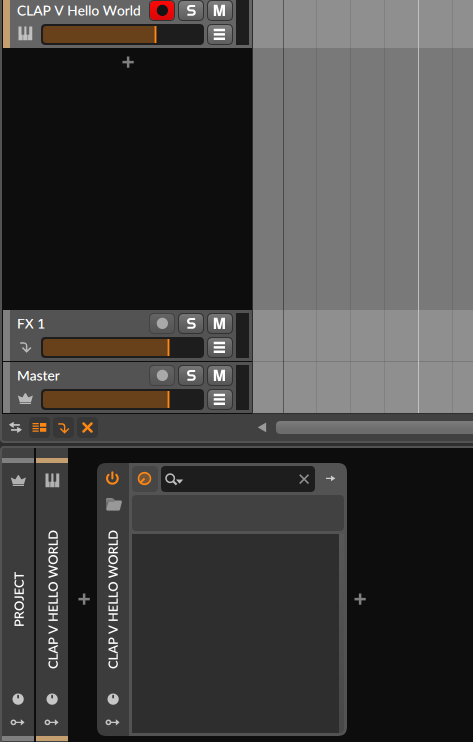 CLAP V Hello World
S
M
FX 1
S
M
Master
S
M
PROJECT
CLAP V HELLO WORLD
CLAP V HELLO WORLD